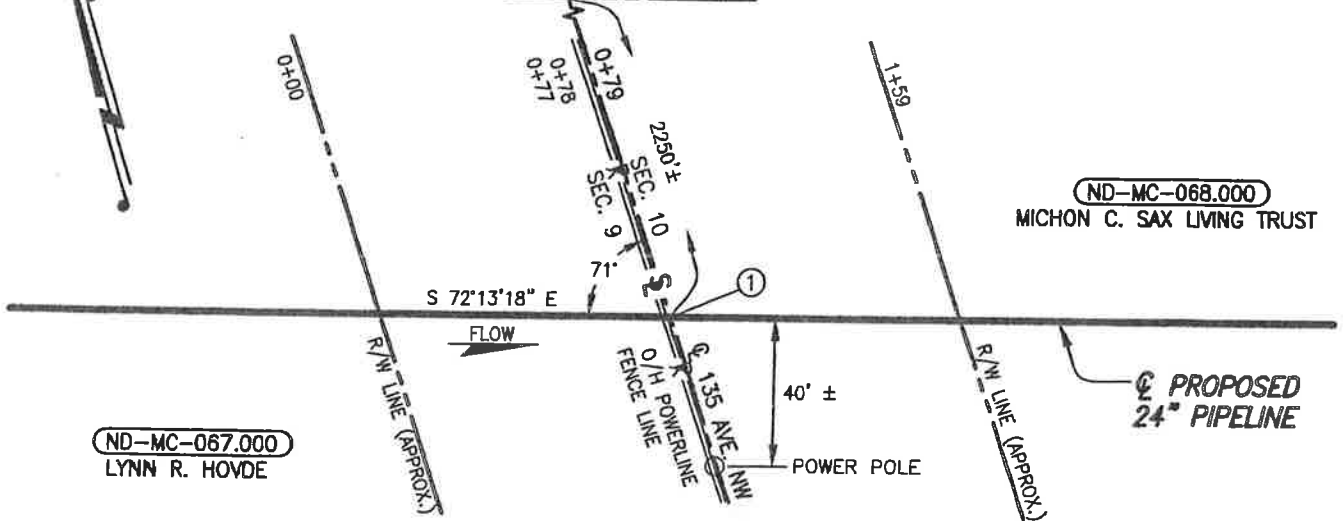 0+00
0+77
0+78
0+79
2250'±
SEC. 10
SEC. 9
1+59
ND-MC-068.000
MICHON C. SAX LIVING TRUST
71°
1
S 72°13'18" E
FLOW
R/W LINE (APPROX.)
FENCE LINE
O/H POWERLINE
℄ 135 AVE. NW
40' ±
R/W LINE (APPROX.)
℄ PROPOSED
24" PIPELINE
ND-MC-067.000
LYNN R. HOVDE
POWER POLE